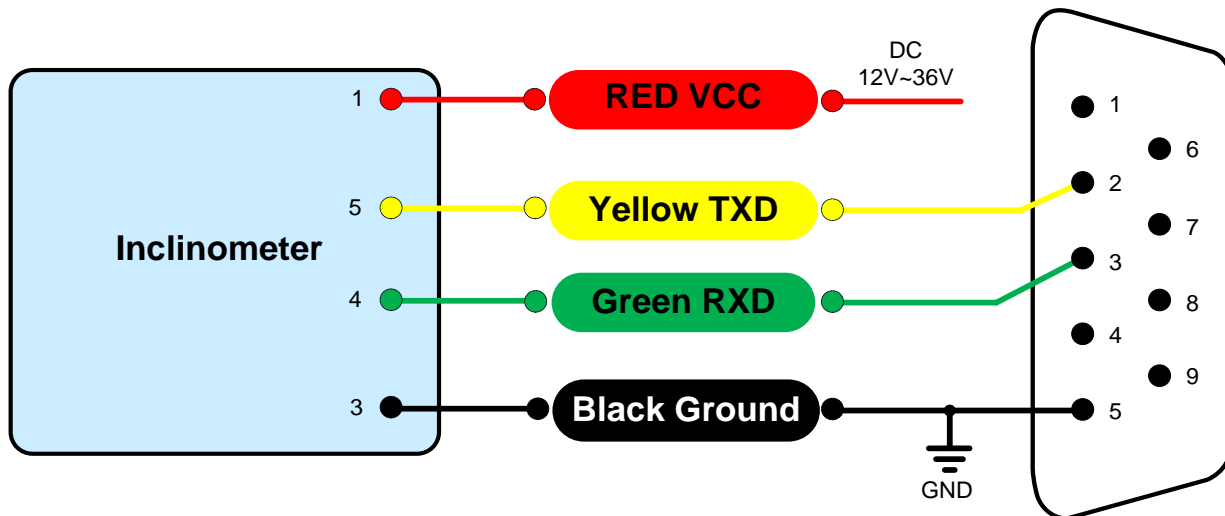 DC
12V~36V
1
RED VCC
1
6
5
Yellow TXD
2
7
Inclinometer
3
4
Green RXD
8
4
9
3
Black Ground
5
GND